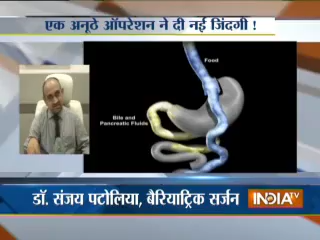 एक अनूठे ऑपरेशन ने दी नई जिंदगी !
Food
Bile and
Pancreatic Fluids
डॉ. संजय पटोलिया, बैरियाट्रिक सर्जन
INDIA TV